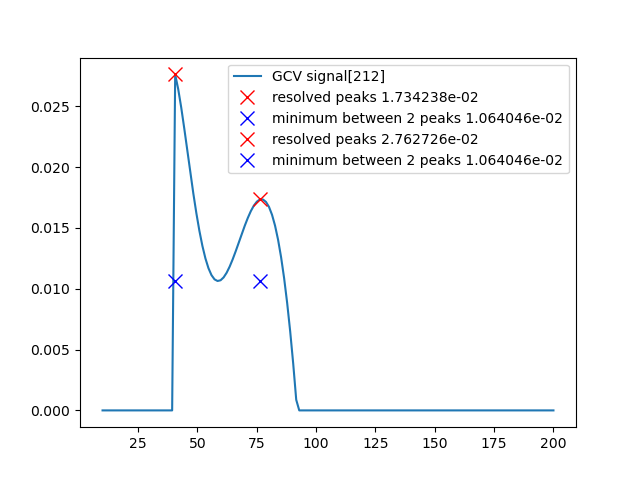 GCV signal[212]
resolved peaks 1.734238e-02
minimum between 2 peaks 1.064046e-02
resolved peaks 2.762726e-02
minimum between 2 peaks 1.064046e-02
0.025
0.020
0.015
0.010
0.005
0.000
25 50 75 100 125 150 175 200